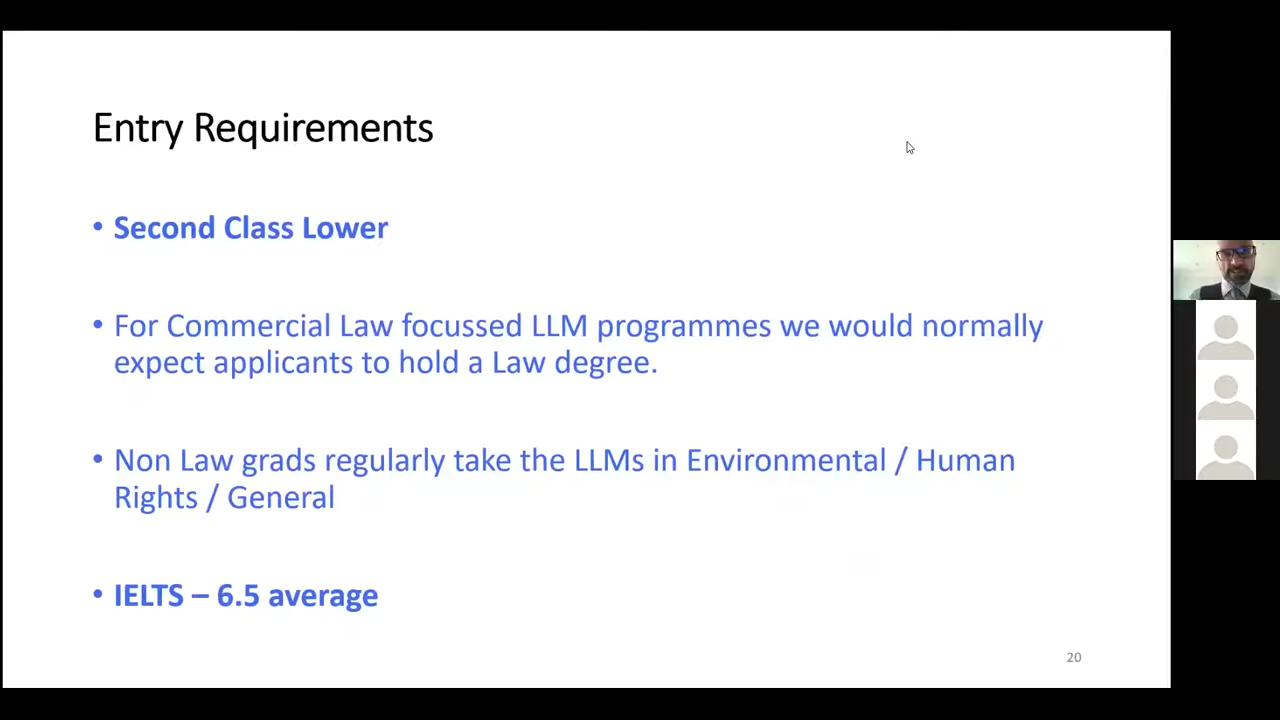 Entry Requirements
• Second Class Lower
• For Commercial Law focussed LLM programmes we would normally
expect applicants to hold a Law degree.
• Non Law grads regularly take the LLMs in Environmental / Human
Rights / General
• IELTS – 6.5 average
20